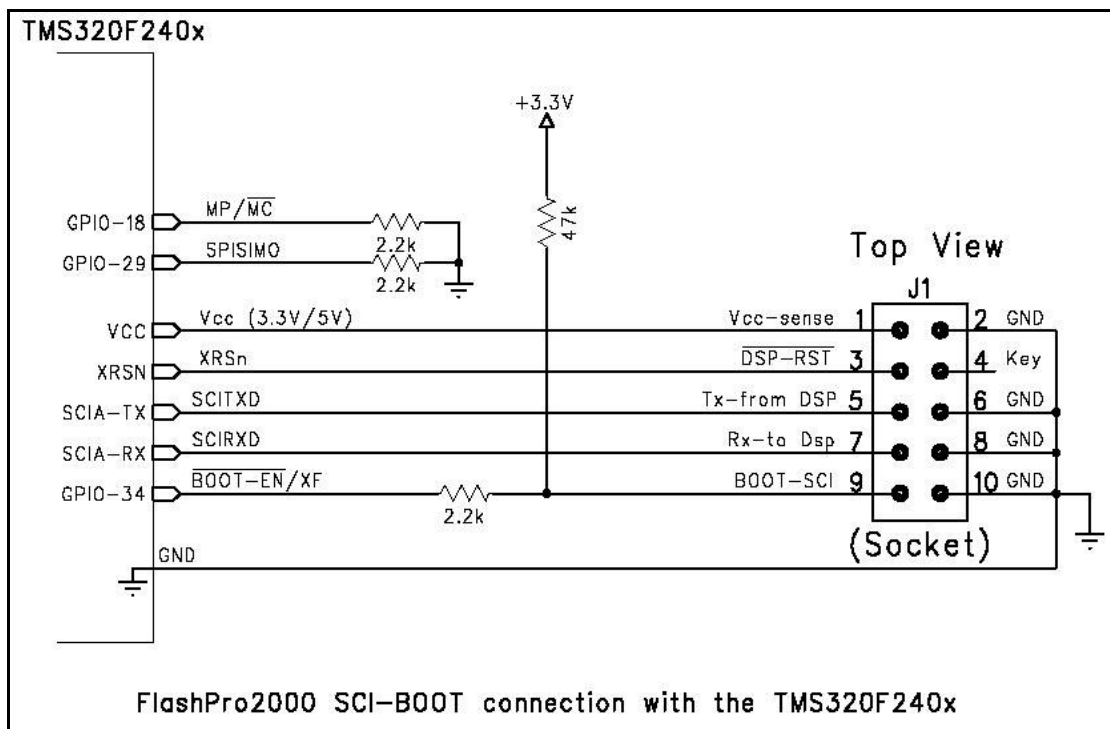 TMS320F240x
+3.3V
GPIO-18 MP/MC 2.2k
47k
GPIO-29 SPISIMO 2.2k
Top View
J1
VCC Vcc (3.3V/5V) Vcc-sense 1 2 GND
XRSN XRSn DSP-RST 3 4 Key
SCIA-TX SCITXD Tx-from DSP 5 6 GND
SCIA-RX SCIRXD Rx-to Dsp 7 8 GND
GPIO-34 BOOT-EN/XF 2.2k BOOT-SCI 9 10 GND
(Socket)
GND
FlashPro2000 SCI-BOOT connection with the TMS320F240x